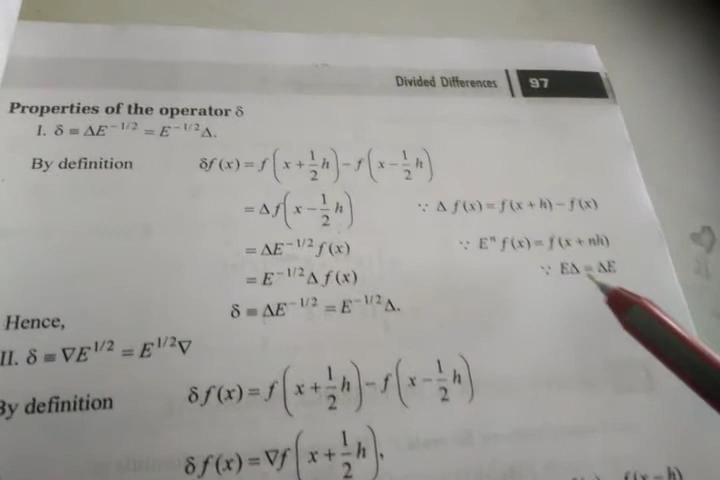 Divided Differences 97
Properties of the operator δ
I. δ ≡ ΔE^{-1/2} = E^{-1/2}Δ.
By definition δf(x) = f(x + 1/2 h) − f(x − 1/2 h)
= Δf(x − 1/2 h) ∵ Δ f(x) = f(x + h) − f(x)
= ΔE^{-1/2} f(x) ∵ E^n f(x) = f(x + nh)
= E^{-1/2} Δ f(x) ∵ EΔ = ΔE
Hence, δ ≡ ΔE^{-1/2} = E^{-1/2}Δ.
II. δ ≡ ∇E^{1/2} = E^{1/2}∇
By definition δf(x) = f(x + 1/2 h) − f(x − 1/2 h)
δf(x) = ∇f(x + 1/2 h),